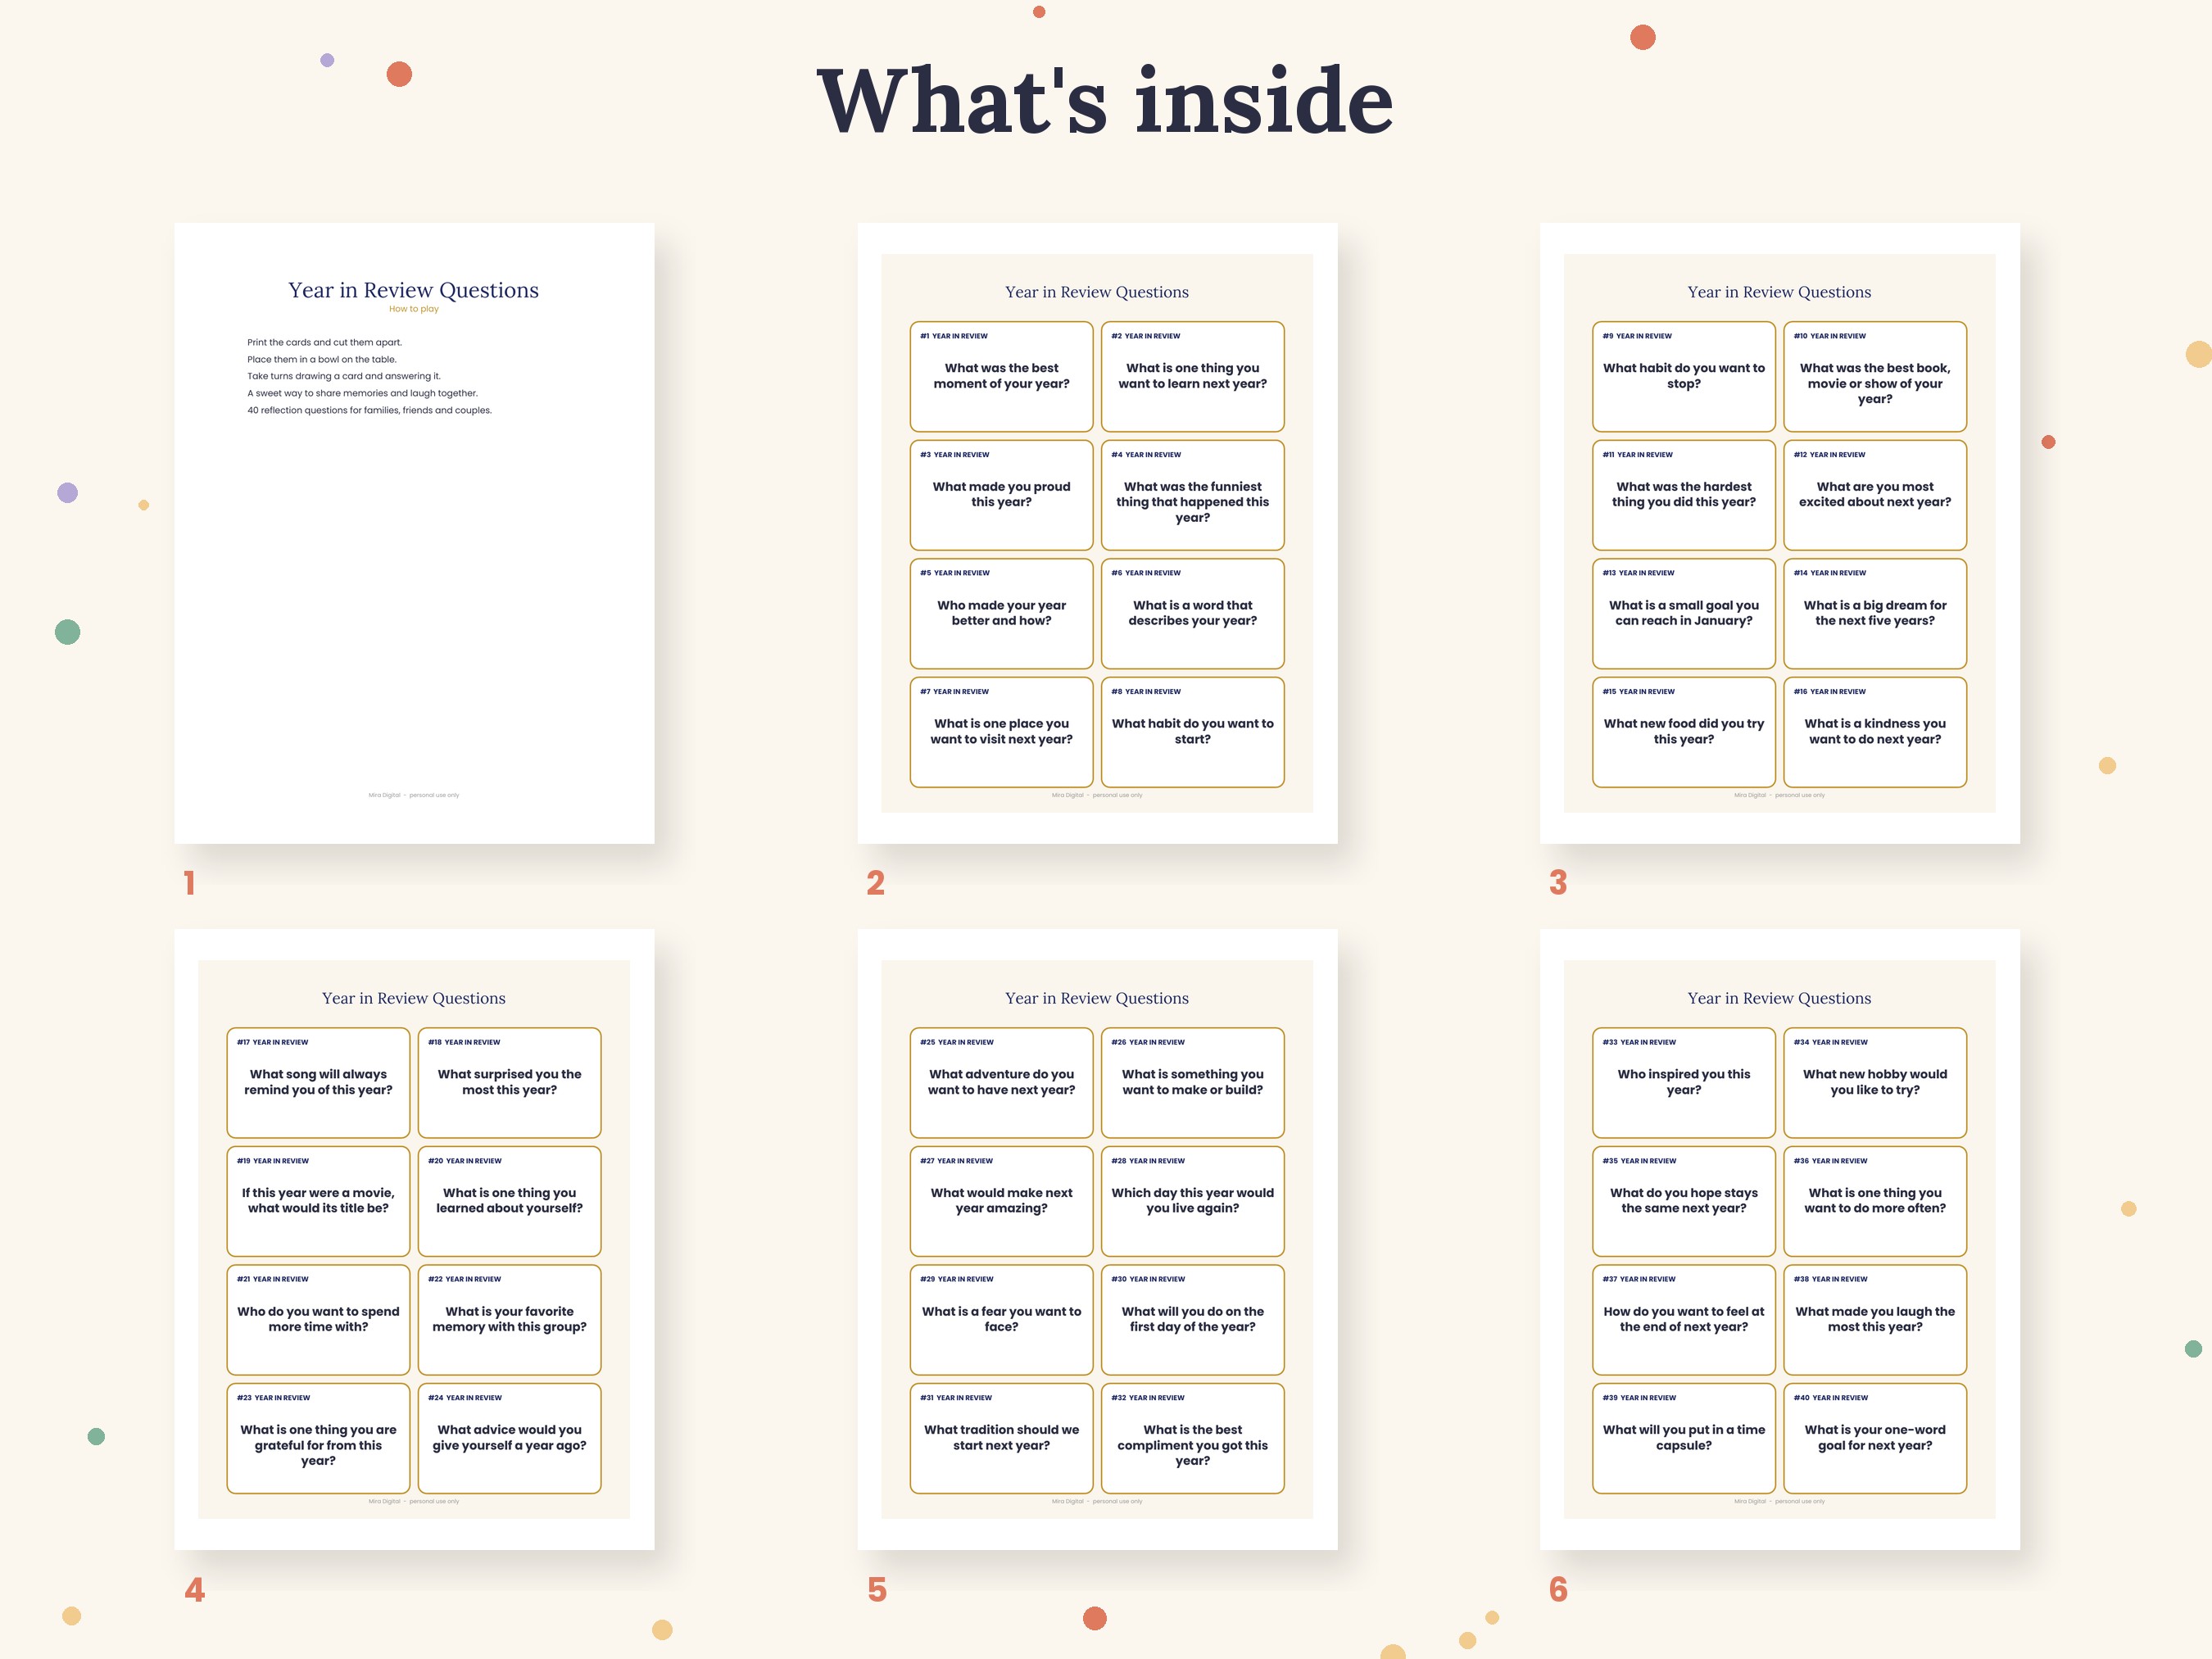 What's inside
Year in Review Questions
How to play
Print the cards and cut them apart.
Place them in a bowl on the table.
Take turns drawing a card and answering it.
A sweet way to share memories and laugh together.
40 reflection questions for families, friends and couples.
Mira Digital - personal use only
1
Year in Review Questions
#1 YEAR IN REVIEW
What was the best
moment of your year?
#2 YEAR IN REVIEW
What is one thing you
want to learn next year?
#3 YEAR IN REVIEW
What made you proud
this year?
#4 YEAR IN REVIEW
What was the funniest
thing that happened this
year?
#5 YEAR IN REVIEW
Who made your year
better and how?
#6 YEAR IN REVIEW
What is a word that
describes your year?
#7 YEAR IN REVIEW
What is one place you
want to visit next year?
#8 YEAR IN REVIEW
What habit do you want to
start?
Mira Digital - personal use only
2
Year in Review Questions
#9 YEAR IN REVIEW
What habit do you want to
stop?
#10 YEAR IN REVIEW
What was the best book,
movie or show of your
year?
#11 YEAR IN REVIEW
What was the hardest
thing you did this year?
#12 YEAR IN REVIEW
What are you most
excited about next year?
#13 YEAR IN REVIEW
What is a small goal you
can reach in January?
#14 YEAR IN REVIEW
What is a big dream for
the next five years?
#15 YEAR IN REVIEW
What new food did you try
this year?
#16 YEAR IN REVIEW
What is a kindness you
want to do next year?
Mira Digital - personal use only
3
Year in Review Questions
#17 YEAR IN REVIEW
What song will always
remind you of this year?
#18 YEAR IN REVIEW
What surprised you the
most this year?
#19 YEAR IN REVIEW
If this year were a movie,
what would its title be?
#20 YEAR IN REVIEW
What is one thing you
learned about yourself?
#21 YEAR IN REVIEW
Who do you want to spend
more time with?
#22 YEAR IN REVIEW
What is your favorite
memory with this group?
#23 YEAR IN REVIEW
What is one thing you are
grateful for from this
year?
#24 YEAR IN REVIEW
What advice would you
give yourself a year ago?
Mira Digital - personal use only
4
Year in Review Questions
#25 YEAR IN REVIEW
What adventure do you
want to have next year?
#26 YEAR IN REVIEW
What is something you
want to make or build?
#27 YEAR IN REVIEW
What would make next
year amazing?
#28 YEAR IN REVIEW
Which day this year would
you live again?
#29 YEAR IN REVIEW
What is a fear you want to
face?
#30 YEAR IN REVIEW
What will you do on the
first day of the year?
#31 YEAR IN REVIEW
What tradition should we
start next year?
#32 YEAR IN REVIEW
What is the best
compliment you got this
year?
Mira Digital - personal use only
5
Year in Review Questions
#33 YEAR IN REVIEW
Who inspired you this
year?
#34 YEAR IN REVIEW
What new hobby would
you like to try?
#35 YEAR IN REVIEW
What do you hope stays
the same next year?
#36 YEAR IN REVIEW
What is one thing you
want to do more often?
#37 YEAR IN REVIEW
How do you want to feel at
the end of next year?
#38 YEAR IN REVIEW
What made you laugh the
most this year?
#39 YEAR IN REVIEW
What will you put in a time
capsule?
#40 YEAR IN REVIEW
What is your one-word
goal for next year?
Mira Digital - personal use only
6